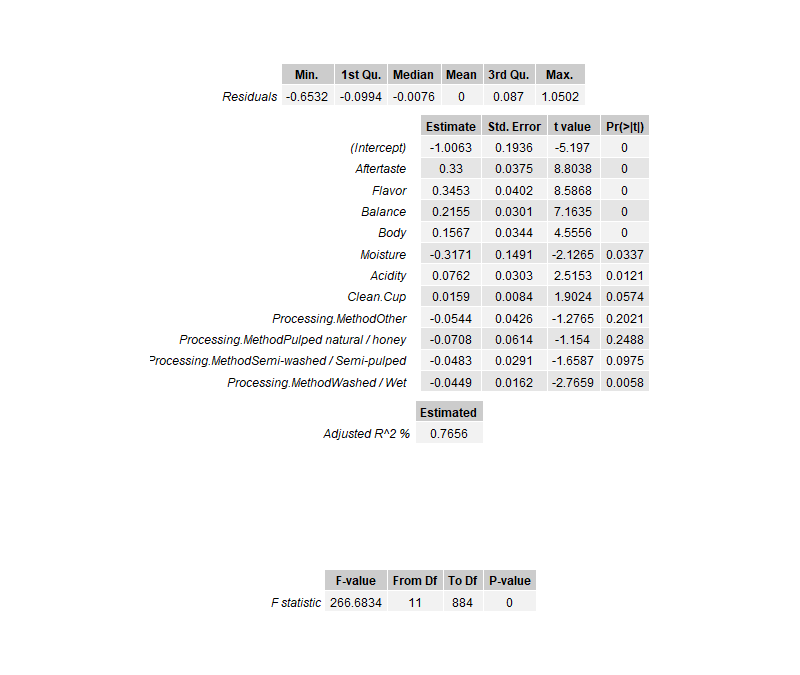 Min. 1st Qu. Median Mean 3rd Qu. Max.
Residuals -0.6532 -0.0994 -0.0076 0 0.087 1.0502
Estimate Std. Error t value Pr(>|t|)
(Intercept) -1.0063 0.1936 -5.197 0
Aftertaste 0.33 0.0375 8.8038 0
Flavor 0.3453 0.0402 8.5868 0
Balance 0.2155 0.0301 7.1635 0
Body 0.1567 0.0344 4.5556 0
Moisture -0.3171 0.1491 -2.1265 0.0337
Acidity 0.0762 0.0303 2.5153 0.0121
Clean.Cup 0.0159 0.0084 1.9024 0.0574
Processing.MethodOther -0.0544 0.0426 -1.2765 0.2021
Processing.MethodPulped natural / honey -0.0708 0.0614 -1.154 0.2488
Processing.MethodSemi-washed / Semi-pulped -0.0483 0.0291 -1.6587 0.0975
Processing.MethodWashed / Wet -0.0449 0.0162 -2.7659 0.0058
Estimated
Adjusted R^2 % 0.7656
F-value From Df To Df P-value
F statistic 266.6834 11 884 0